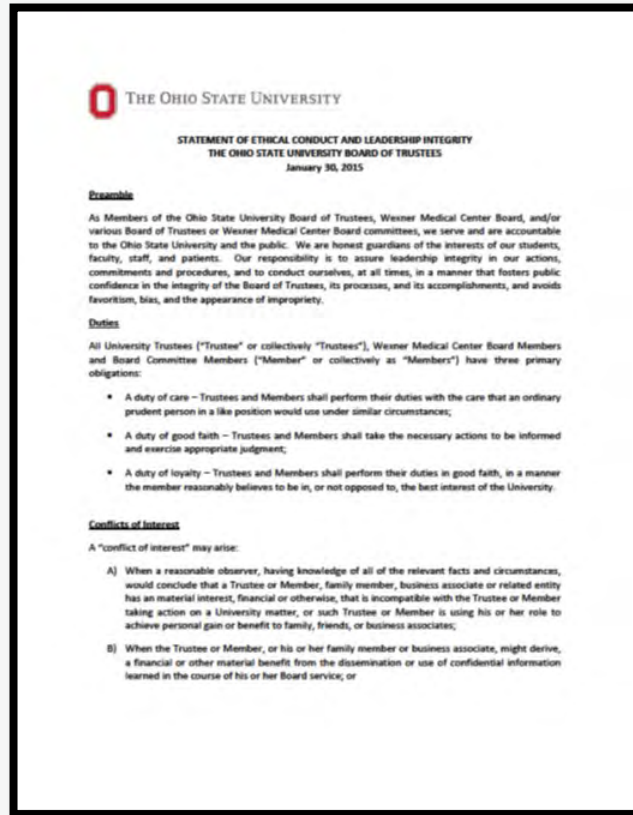 THE OHIO STATE UNIVERSITY
STATEMENT OF ETHICAL CONDUCT AND LEADERSHIP INTEGRITY
THE OHIO STATE UNIVERSITY BOARD OF TRUSTEES
January 30, 2015
Preamble
As Members of the Ohio State University Board of Trustees, Wexner Medical Center Board, and/or
various Board of Trustees or Wexner Medical Center Board committees, we serve and are accountable
to the Ohio State University and the public. We are honest guardians of the interests of our students,
faculty, staff, and patients. Our responsibility is to assure leadership integrity in our actions,
commitments and procedures, and to conduct ourselves, at all times, in a manner that fosters public
confidence in the integrity of the Board of Trustees, its processes, and its accomplishments, and avoids
favoritism, bias, and the appearance of impropriety.
Duties
All University Trustees ("Trustee" or collectively "Trustees"), Wexner Medical Center Board Members
and Board Committee Members ("Member" or collectively as "Members") have three primary
obligations:
• A duty of care – Trustees and Members shall perform their duties with the care that an ordinary
prudent person in a like position would use under similar circumstances;
• A duty of good faith – Trustees and Members shall take the necessary actions to be informed
and exercise appropriate judgment;
• A duty of loyalty – Trustees and Members shall perform their duties in good faith, in a manner
the member reasonably believes to be in, or not opposed to, the best interest of the University.
Conflicts of Interest
A "conflict of interest" may arise:
A) When a reasonable observer, having knowledge of all of the relevant facts and circumstances,
would conclude that a Trustee or Member, family member, business associate or related entity
has an material interest, financial or otherwise, that is incompatible with the Trustee or Member
taking action on a University matter, or such Trustee or Member is using his or her role to
achieve personal gain or benefit to family, friends, or business associates;
B) When the Trustee or Member, or his or her family member or business associate, might derive,
a financial or other material benefit from the dissemination or use of confidential information
learned in the course of his or her Board service; or